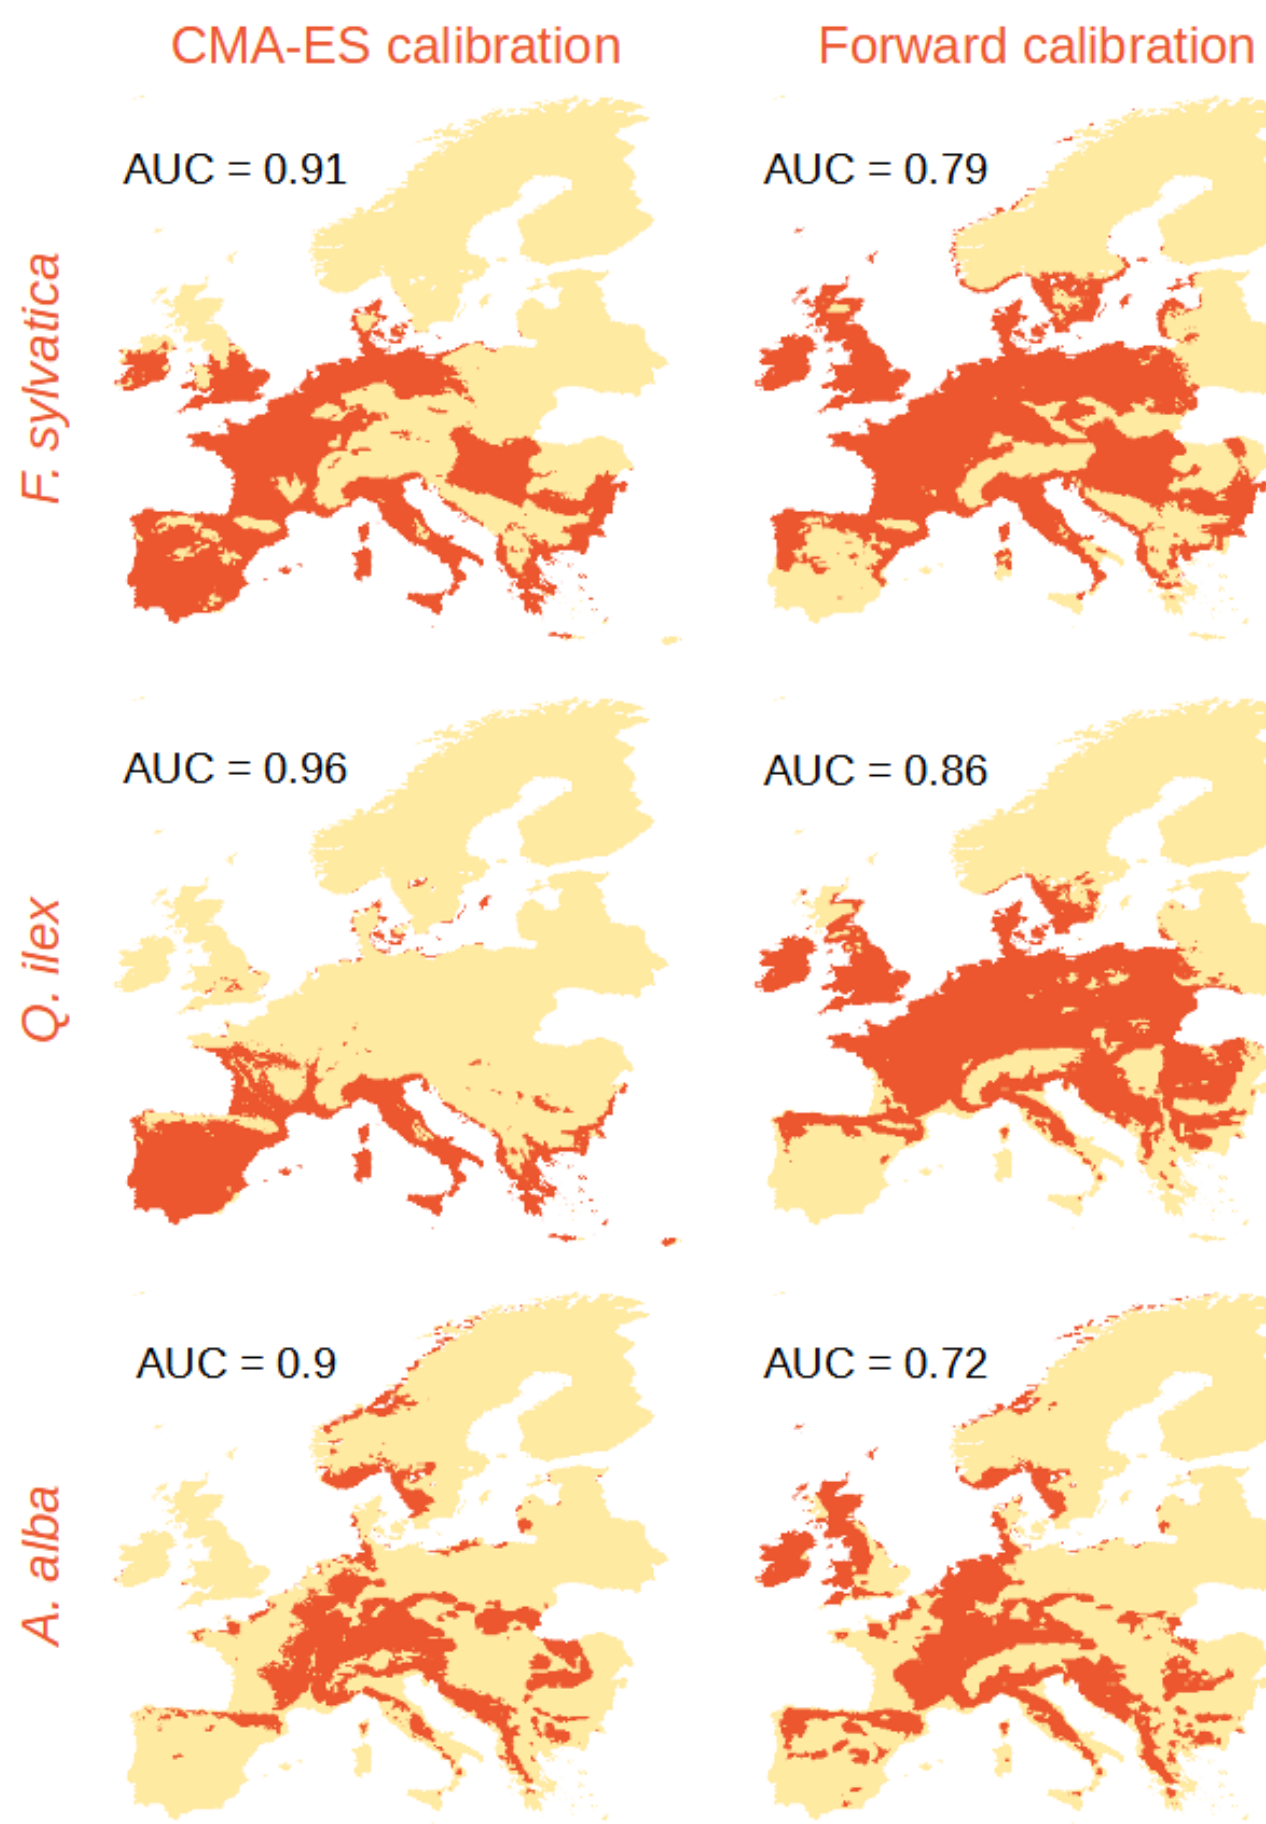 CMA-ES calibration
Forward calibration
F. sylvatica
AUC = 0.91
AUC = 0.79
Q. ilex
AUC = 0.96
AUC = 0.86
A. alba
AUC = 0.9
AUC = 0.72